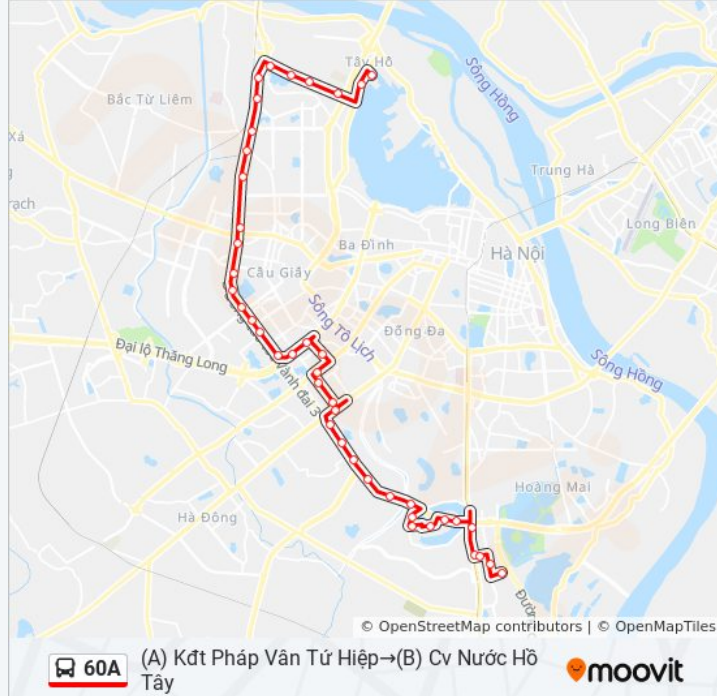 Tây Hồ
Sông Hồng
Bắc Từ Liêm
Xá
Trung Hà
rạch
Long Biên
Ba Đình
Hà Nội
Cầu Giấy
Sông Tô Lịch
Đống Đa
Đại lộ Thăng Long
Vành đai 3
Sông Hồng
Hoàng Mai
Hà Đông
Đườ
© OpenStreetMap contributors | © OpenMapTiles
60A
(A) Kđt Pháp Vân Tứ Hiệp→(B) Cv Nước Hồ
Tây
moovit